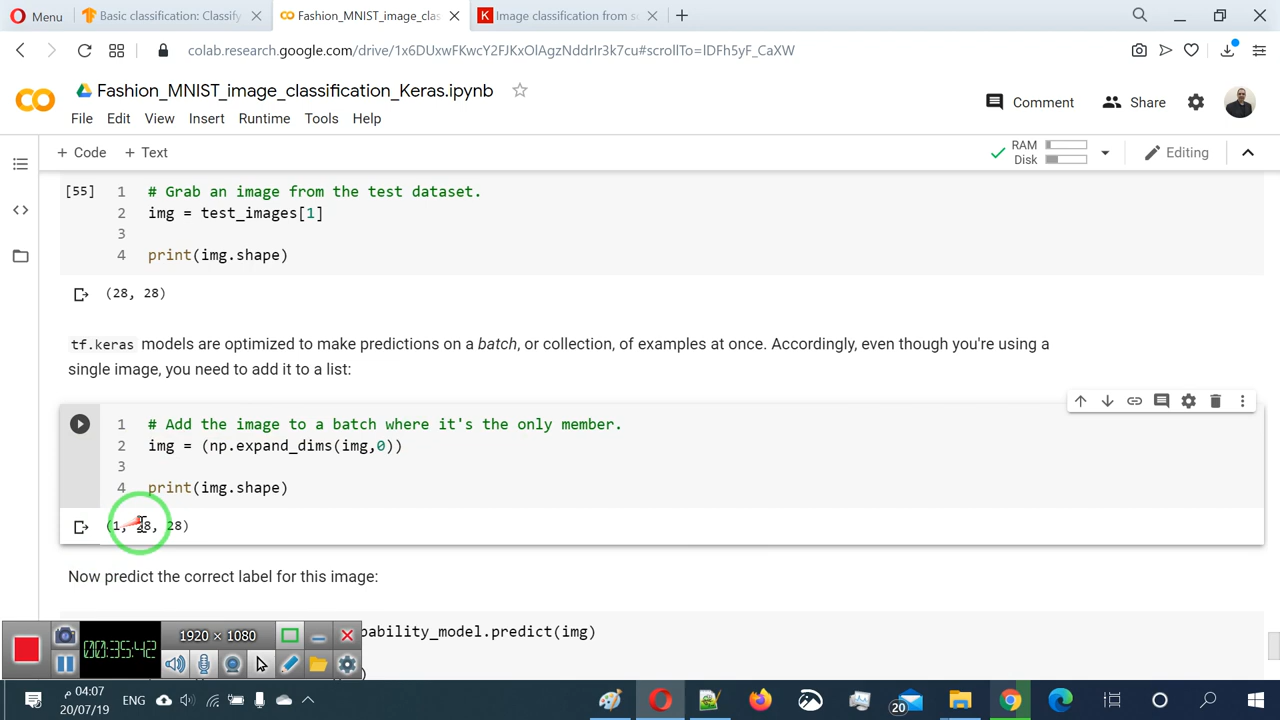 Menu
Basic classification: Classify
Fashion_MNIST_image_clas
Image classification from s
colab.research.google.com/drive/1x6DUxwFKwcY2FJKxOlAgzNddrIr3k7cu#scrollTo=lDFh5yF_CaXW
Fashion_MNIST_image_classification_Keras.ipynb
Comment
Share
File Edit View Insert Runtime Tools Help
+ Code + Text
RAM
Disk
Editing
[55] 1 # Grab an image from the test dataset.
2 img = test_images[1]
3
4 print(img.shape)
(28, 28)
tf.keras models are optimized to make predictions on a batch, or collection, of examples at once. Accordingly, even though you're using a
single image, you need to add it to a list:
1 # Add the image to a batch where it's the only member.
2 img = (np.expand_dims(img,0))
3
4 print(img.shape)
(1, 28, 28)
Now predict the correct label for this image:
bability_model.predict(img)
)
00:35:42
1920 × 1080
20
ENG
04:07 م
20/07/19